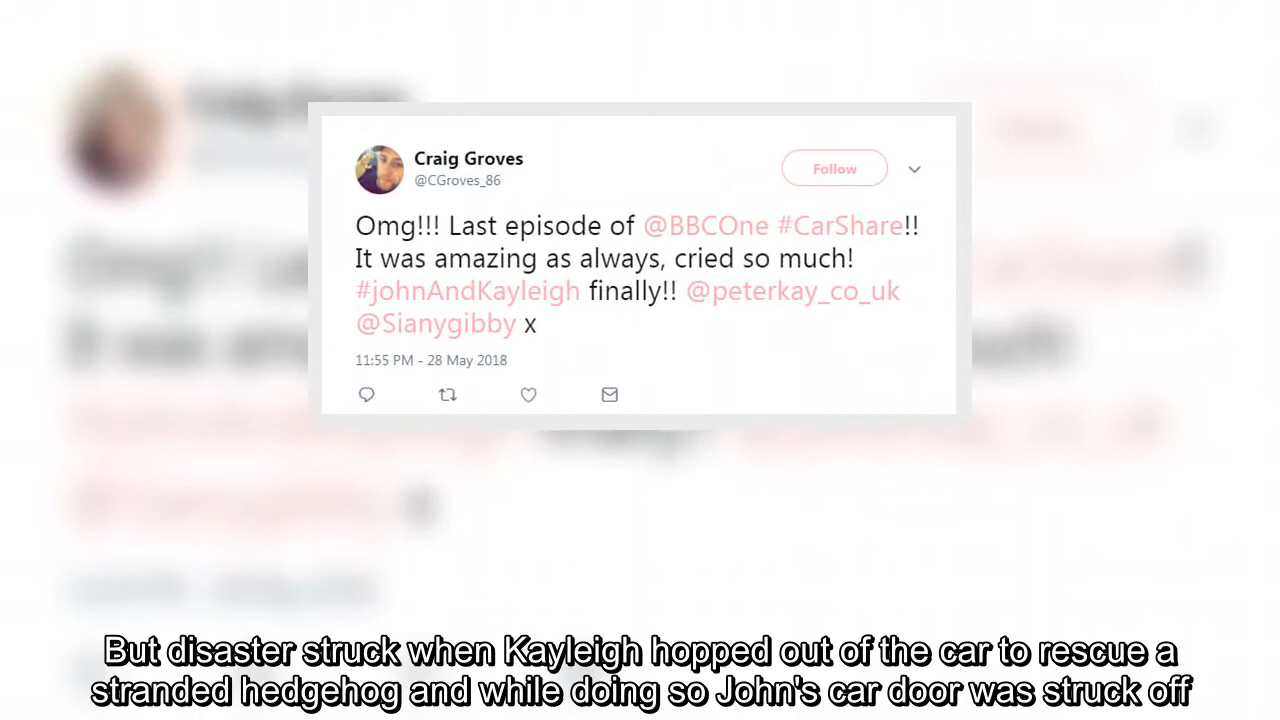 Craig Groves
@CGroves_86
Follow
Omg!!! Last episode of @BBCOne #CarShare!!
It was amazing as always, cried so much!
#johnAndKayleigh finally!! @peterkay_co_uk
@Sianygibby x
11:55 PM - 28 May 2018
But disaster struck when Kayleigh hopped out of the car to rescue a
stranded hedgehog and while doing so John's car door was struck off